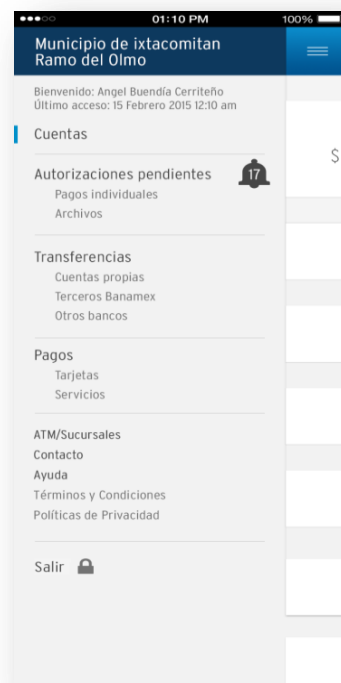 01:10 PM
100%
Municipio de ixtacomitan
Ramo del Olmo
Bienvenido: Angel Buendía Cerriteño
Último acceso: 15 Febrero 2015 12:10 am
Cuentas
$
Autorizaciones pendientes 17
Pagos individuales
Archivos
Transferencias
Cuentas propias
Terceros Banamex
Otros bancos
Pagos
Tarjetas
Servicios
ATM/Sucursales
Contacto
Ayuda
Términos y Condiciones
Políticas de Privacidad
Salir